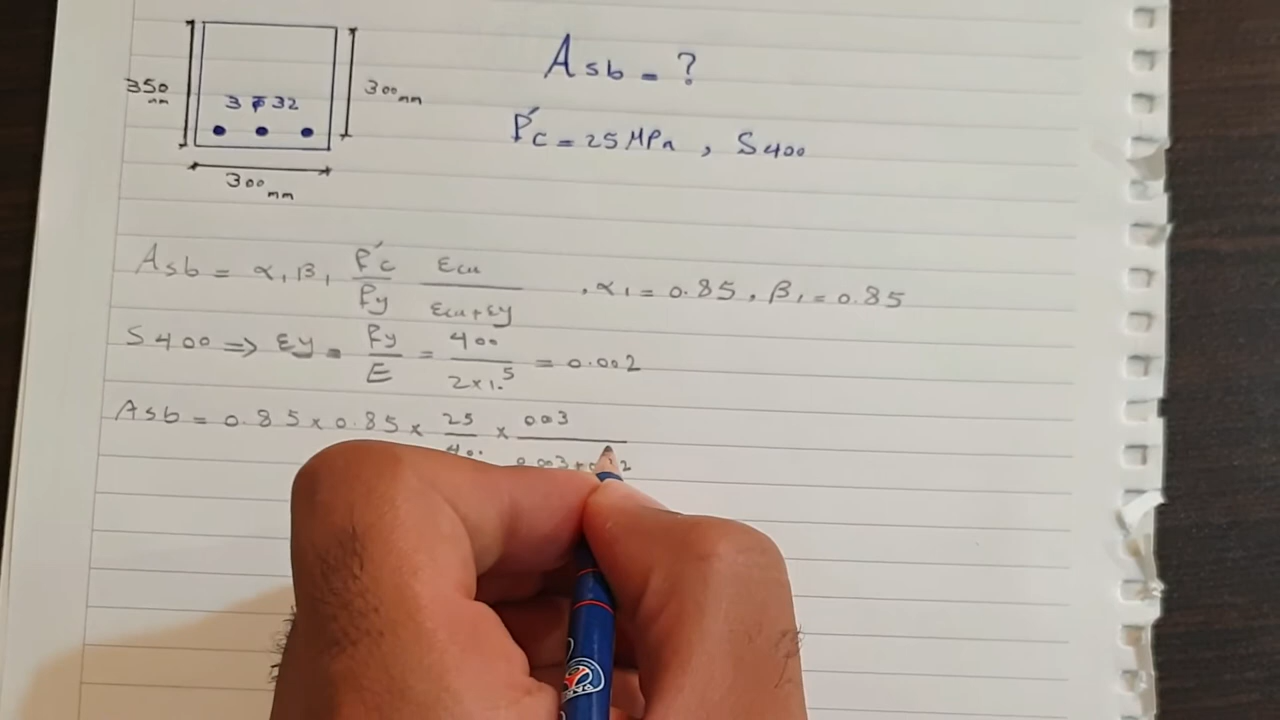 Asb = ?
350 mm
300 mm
3 Φ 32
f'c = 25 MPa , S400
300 mm
Asb = α1 β1 f'c/fy εcu/(εcu+εy) , α1 = 0.85 , β1 = 0.85
S400 ⇒ εy = fy/E = 400/2×10^5 = 0.002
Asb = 0.85 × 0.85 × 25/400 × 0.003/0.003+0.002